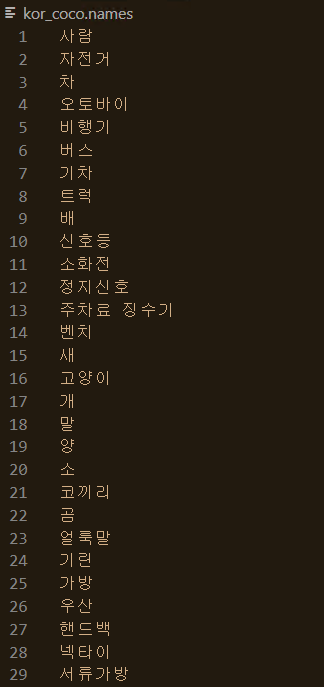 kor_coco.names
1 사람
2 자전거
3 차
4 오토바이
5 비행기
6 버스
7 기차
8 트럭
9 배
10 신호등
11 소화전
12 정지신호
13 주차료 징수기
14 벤치
15 새
16 고양이
17 개
18 말
19 양
20 소
21 코끼리
22 곰
23 얼룩말
24 기린
25 가방
26 우산
27 핸드백
28 넥타이
29 서류가방